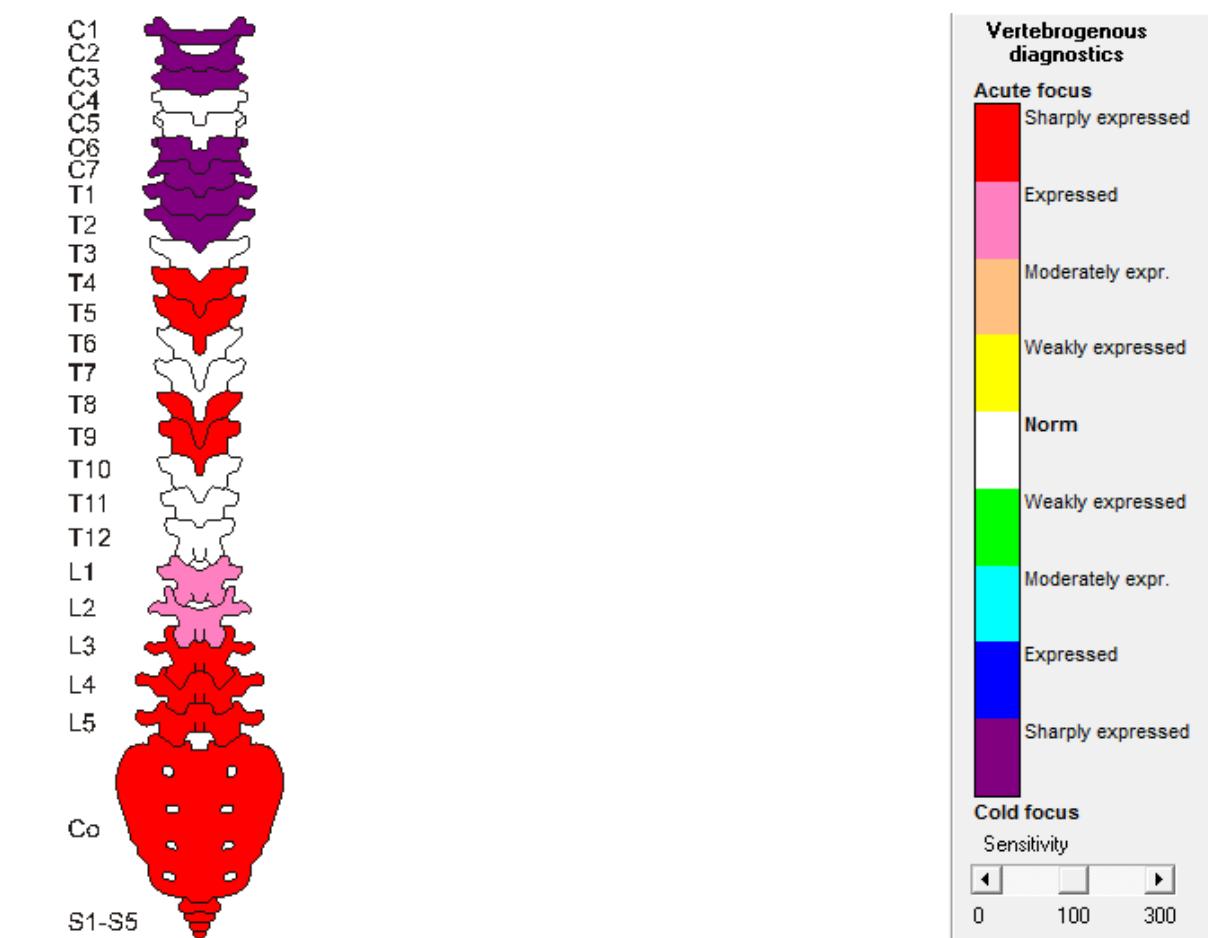 C1
C2
C3
C4
C5
C6
C7
T1
T2
T3
T4
T5
T6
T7
T8
T9
T10
T11
T12
L1
L2
L3
L4
L5
Co
S1-S5
Vertebrogenous
diagnostics
Acute focus
Sharply expressed
Expressed
Moderately expr.
Weakly expressed
Norm
Weakly expressed
Moderately expr.
Expressed
Sharply expressed
Cold focus
Sensitivity
0 100 300